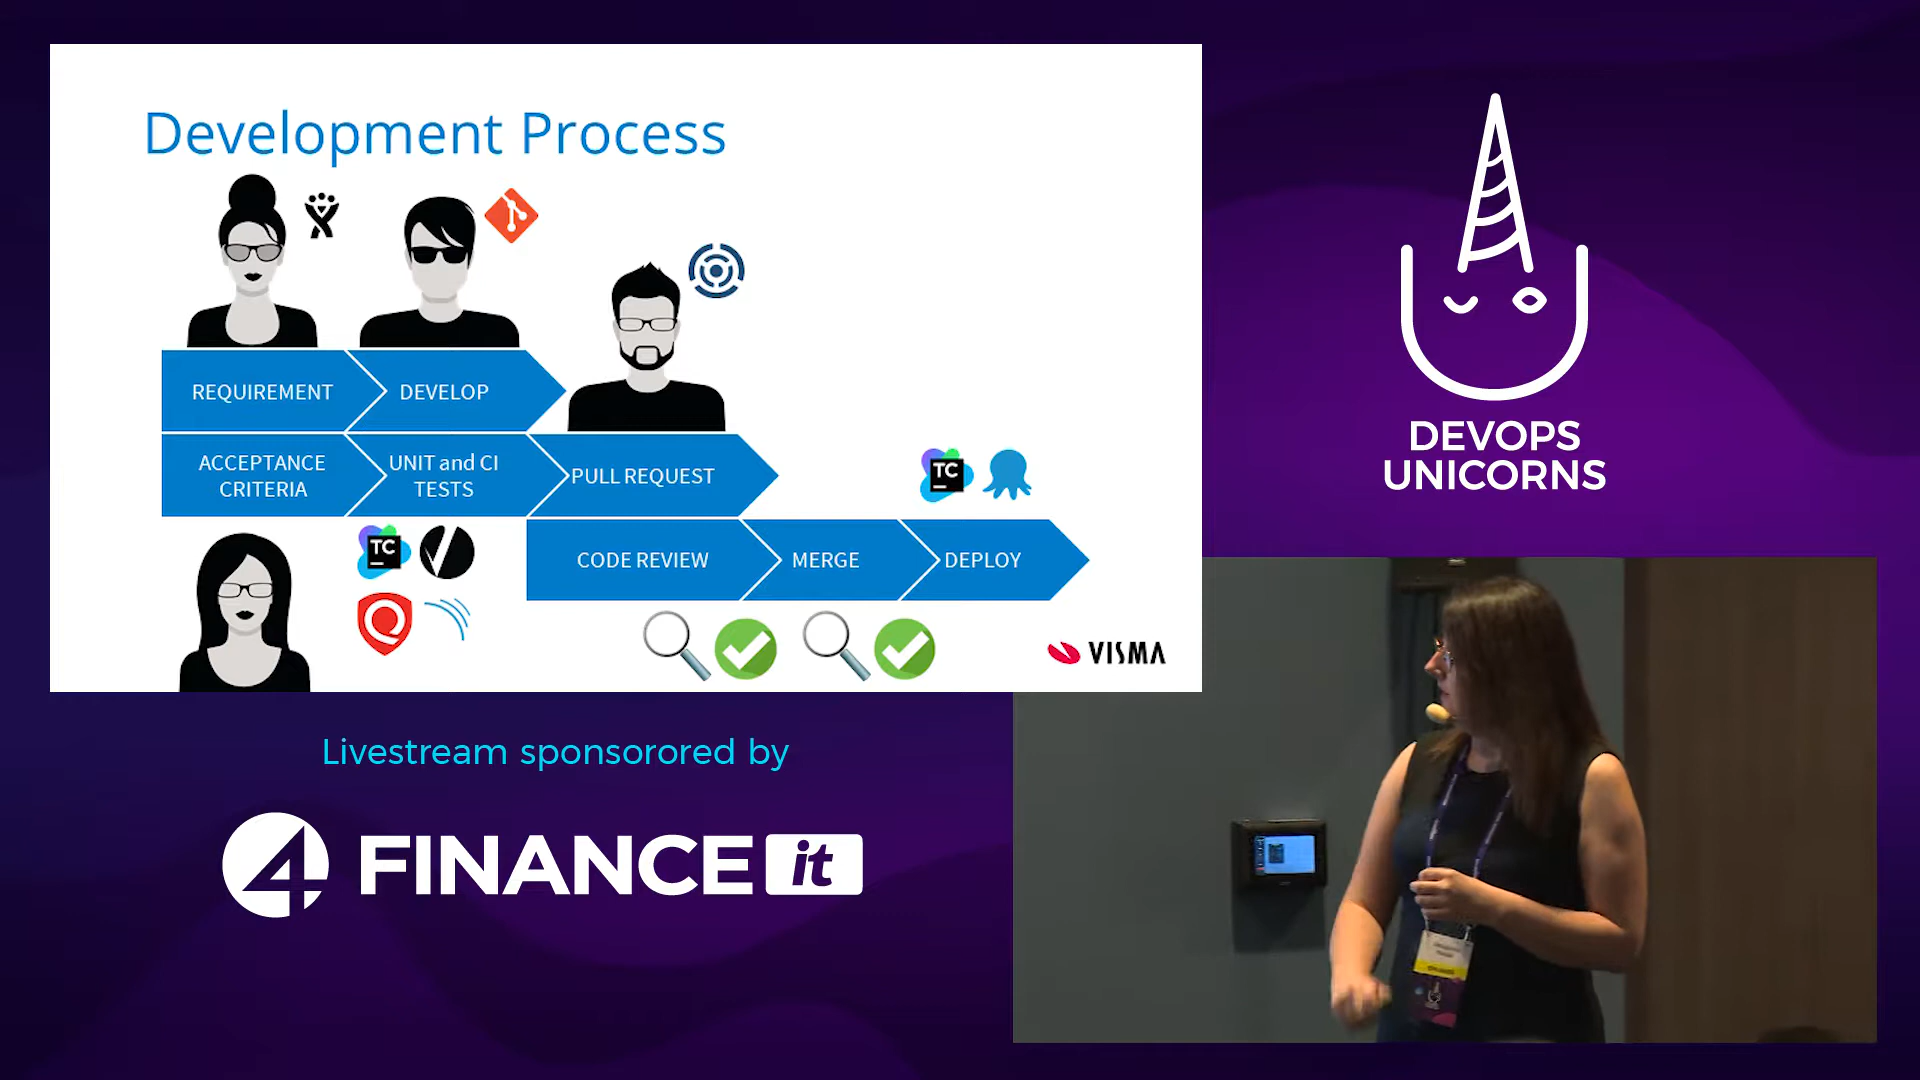 Development Process
REQUIREMENT
DEVELOP
ACCEPTANCE
CRITERIA
UNIT and CI
TESTS
PULL REQUEST
TC
TC
CODE REVIEW
MERGE
DEPLOY
VISMA
DEVOPS
UNICORNS
Livestream sponsorored by
4FINANCE it